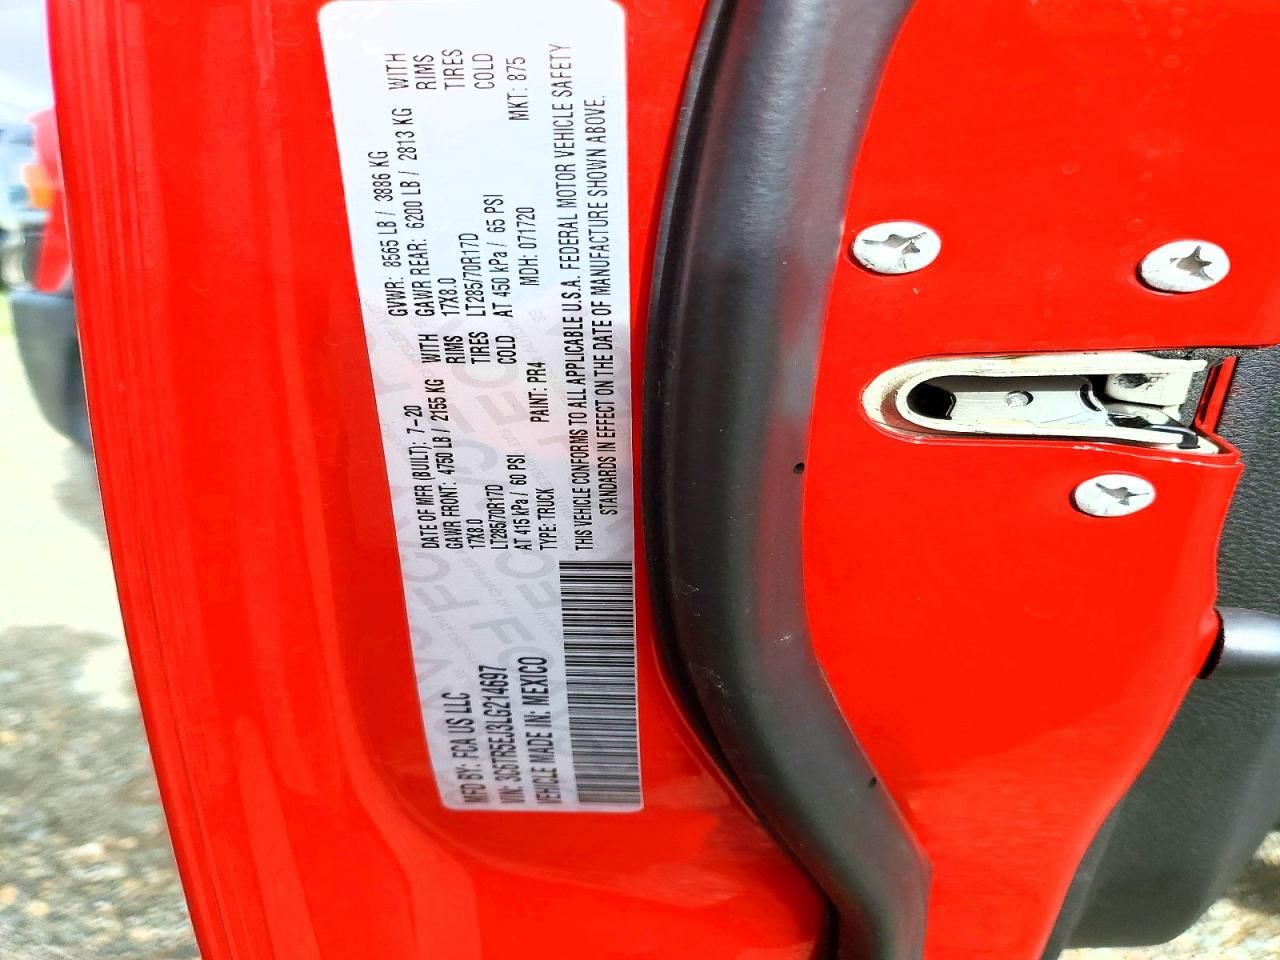 MFD BY: FCA US LLC
DATE OF MFR (BUILT): 7-20
GVWR: 8565 LB / 3886 KG
GAWR FRONT: 4750 LB / 2155 KG WITH
GAWR REAR: 6200 LB / 2813 KG WITH
17X8.0 RIMS
17X8.0 RIMS
LT285/70R17D TIRES
LT285/70R17D TIRES
AT 415 kPa / 60 PSI COLD
AT 450 kPa / 65 PSI COLD
VIN: 3C6TR5EJ3LG214697
TYPE: TRUCK
PAINT: PR4
MDH: 071720
MKT: 875
VEHICLE MADE IN: MEXICO
THIS VEHICLE CONFORMS TO ALL APPLICABLE U.S.A. FEDERAL MOTOR VEHICLE SAFETY
STANDARDS IN EFFECT ON THE DATE OF MANUFACTURE SHOWN ABOVE.